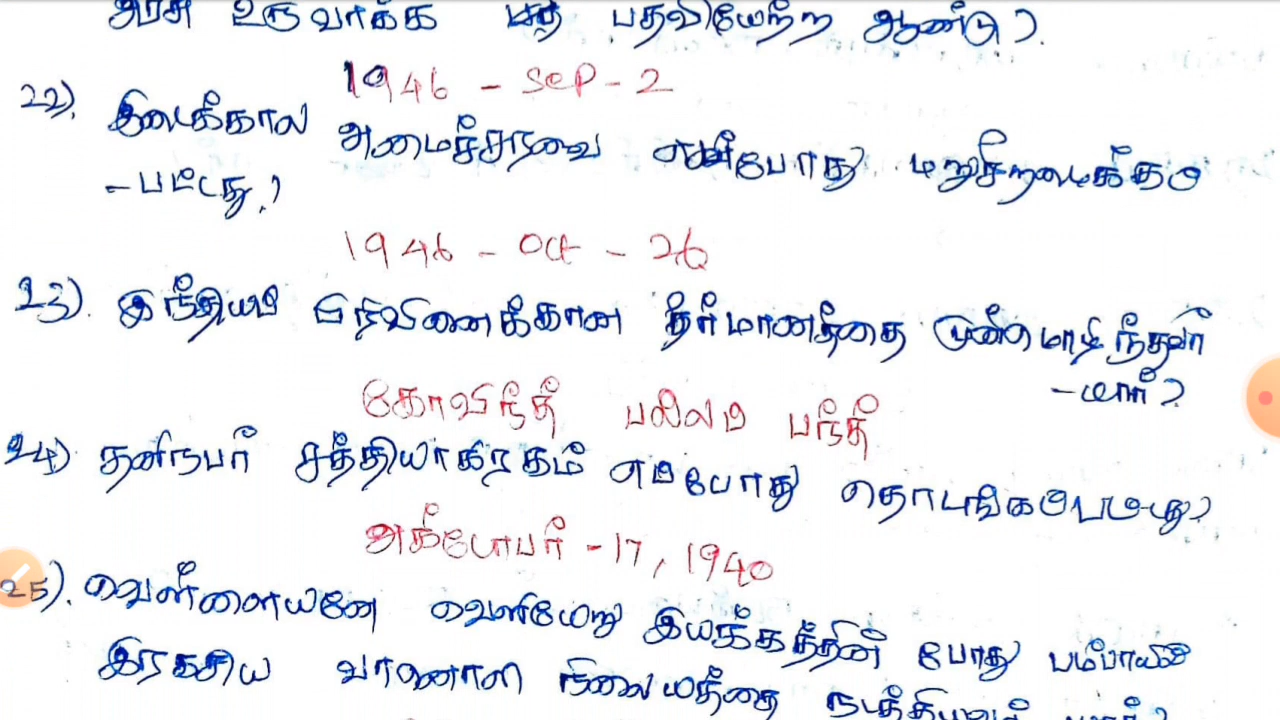 அரசு உருவாக்க பதவியேற்ற ஆண்டு?
1946 - Sep - 2
22). இடைக்கால அமைச்சரவை எப்போது மறுசீரமைக்கப்
-பட்டது?
1946 - Oct - 26
23). இந்தியப் பிரிவினைக்கான தீர்மானத்தை முன்மொழிந்தவர்
-யார்?
கோவிந்த் பல்லப் பந்த்
24) தனிநபர் சத்தியாகிரகம் எப்போது தொடங்கப்பட்டது?
அக்டோபர் - 17, 1940
25). வெள்ளையனே வெளியேறு இயக்கத்தின் போது பம்பாயில்
இரகசிய வானொலி நிலையத்தை நடத்தியவர் யார்?